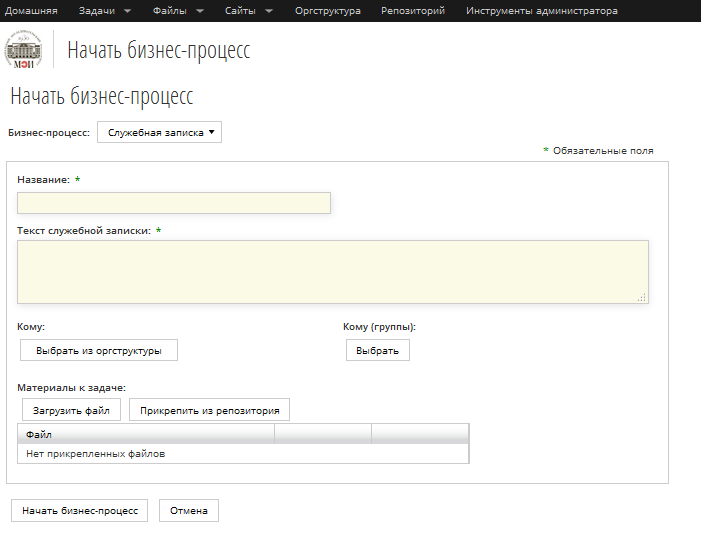 Домашняя Задачи Файлы Сайты Оргструктура Репозиторий Инструменты администратора
1930
МЭИ
Начать бизнес-процесс
Начать бизнес-процесс
Бизнес-процесс: Служебная записка
* Обязательные поля
Название: *
Текст служебной записки: *
Кому: Кому (группы):
Выбрать из оргструктуры Выбрать
Материалы к задаче:
Загрузить файл Прикрепить из репозитория
Файл
Нет прикрепленных файлов
Начать бизнес-процесс Отмена